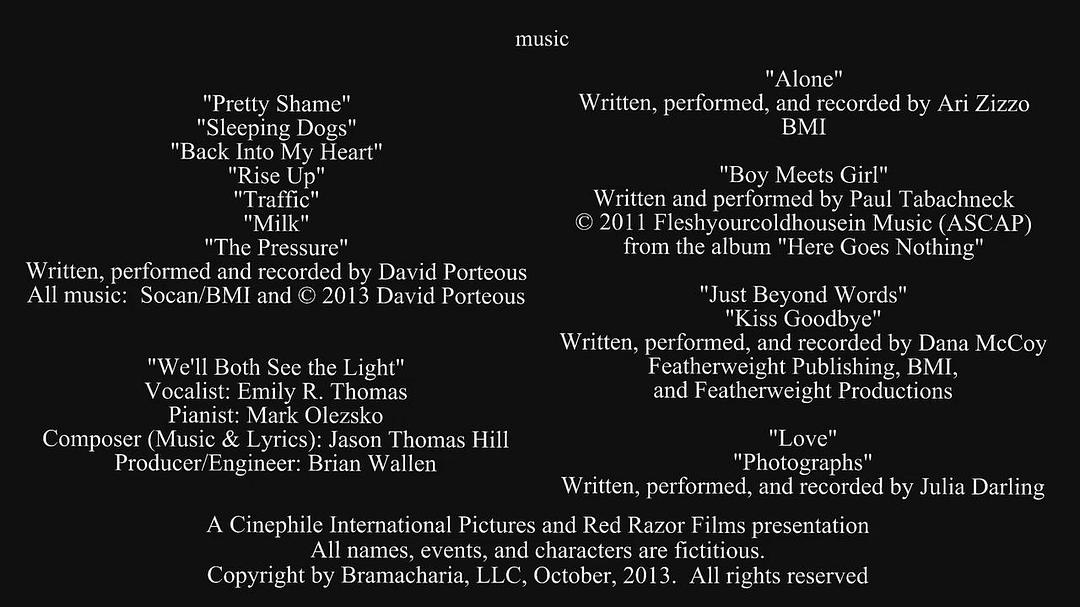 music
"Pretty Shame"
"Sleeping Dogs"
"Back Into My Heart"
"Rise Up"
"Traffic"
"Milk"
"The Pressure"
Written, performed and recorded by David Porteous
All music:  Socan/BMI and © 2013 David Porteous
"We'll Both See the Light"
Vocalist: Emily R. Thomas
Pianist: Mark Olezsko
Composer (Music & Lyrics): Jason Thomas Hill
Producer/Engineer: Brian Wallen
"Alone"
Written, performed, and recorded by Ari Zizzo
BMI
"Boy Meets Girl"
Written and performed by Paul Tabachneck
© 2011 Fleshyourcoldhousein Music (ASCAP)
from the album "Here Goes Nothing"
"Just Beyond Words"
"Kiss Goodbye"
Written, performed, and recorded by Dana McCoy
Featherweight Publishing, BMI,
and Featherweight Productions
"Love"
"Photographs"
Written, performed, and recorded by Julia Darling
A Cinephile International Pictures and Red Razor Films presentation
All names, events, and characters are fictitious.
Copyright by Bramacharia, LLC, October, 2013.  All rights reserved